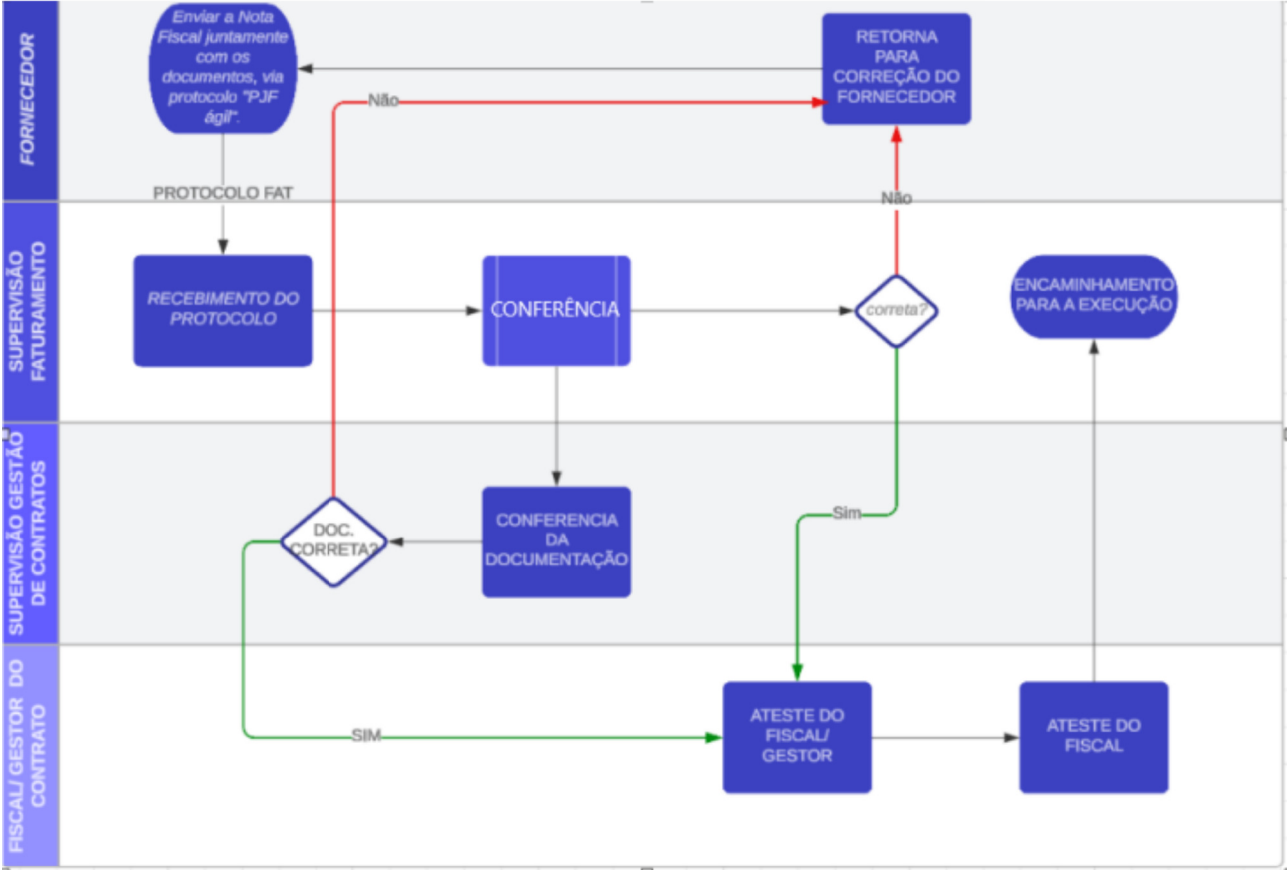 FORNECEDOR
Enviar a Nota
Fiscal juntamente
com os
documentos, via
protocolo "PJF
ágil".
RETORNA
PARA
CORREÇÃO DO
FORNECEDOR
Não
PROTOCOLO FAT
Não
SUPERVISÃO
FATURAMENTO
RECEBIMENTO DO
PROTOCOLO
CONFERÊNCIA
correta?
ENCAMINHAMENTO
PARA A EXECUÇÃO
SUPERVISÃO GESTÃO
DE CONTRATOS
DOC.
CORRETA?
CONFERENCIA
DA
DOCUMENTAÇÃO
Sim
FISCAL/ GESTOR DO
CONTRATO
SIM
ATESTE DO
FISCAL/
GESTOR
ATESTE DO
FISCAL